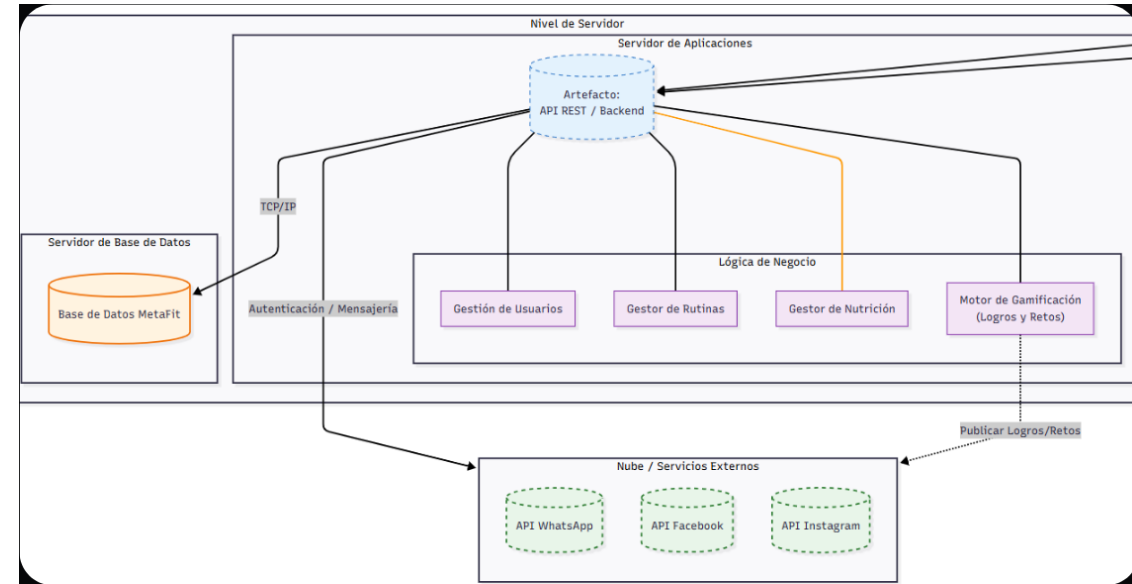 Nivel de Servidor
Servidor de Aplicaciones
Artefacto:
API REST / Backend
TCP/IP
Servidor de Base de Datos
Base de Datos MetaFit
Autenticación / Mensajería
Lógica de Negocio
Gestión de Usuarios
Gestor de Rutinas
Gestor de Nutrición
Motor de Gamificación
(Logros y Retos)
Publicar Logros/Retos
Nube / Servicios Externos
API WhatsApp
API Facebook
API Instagram